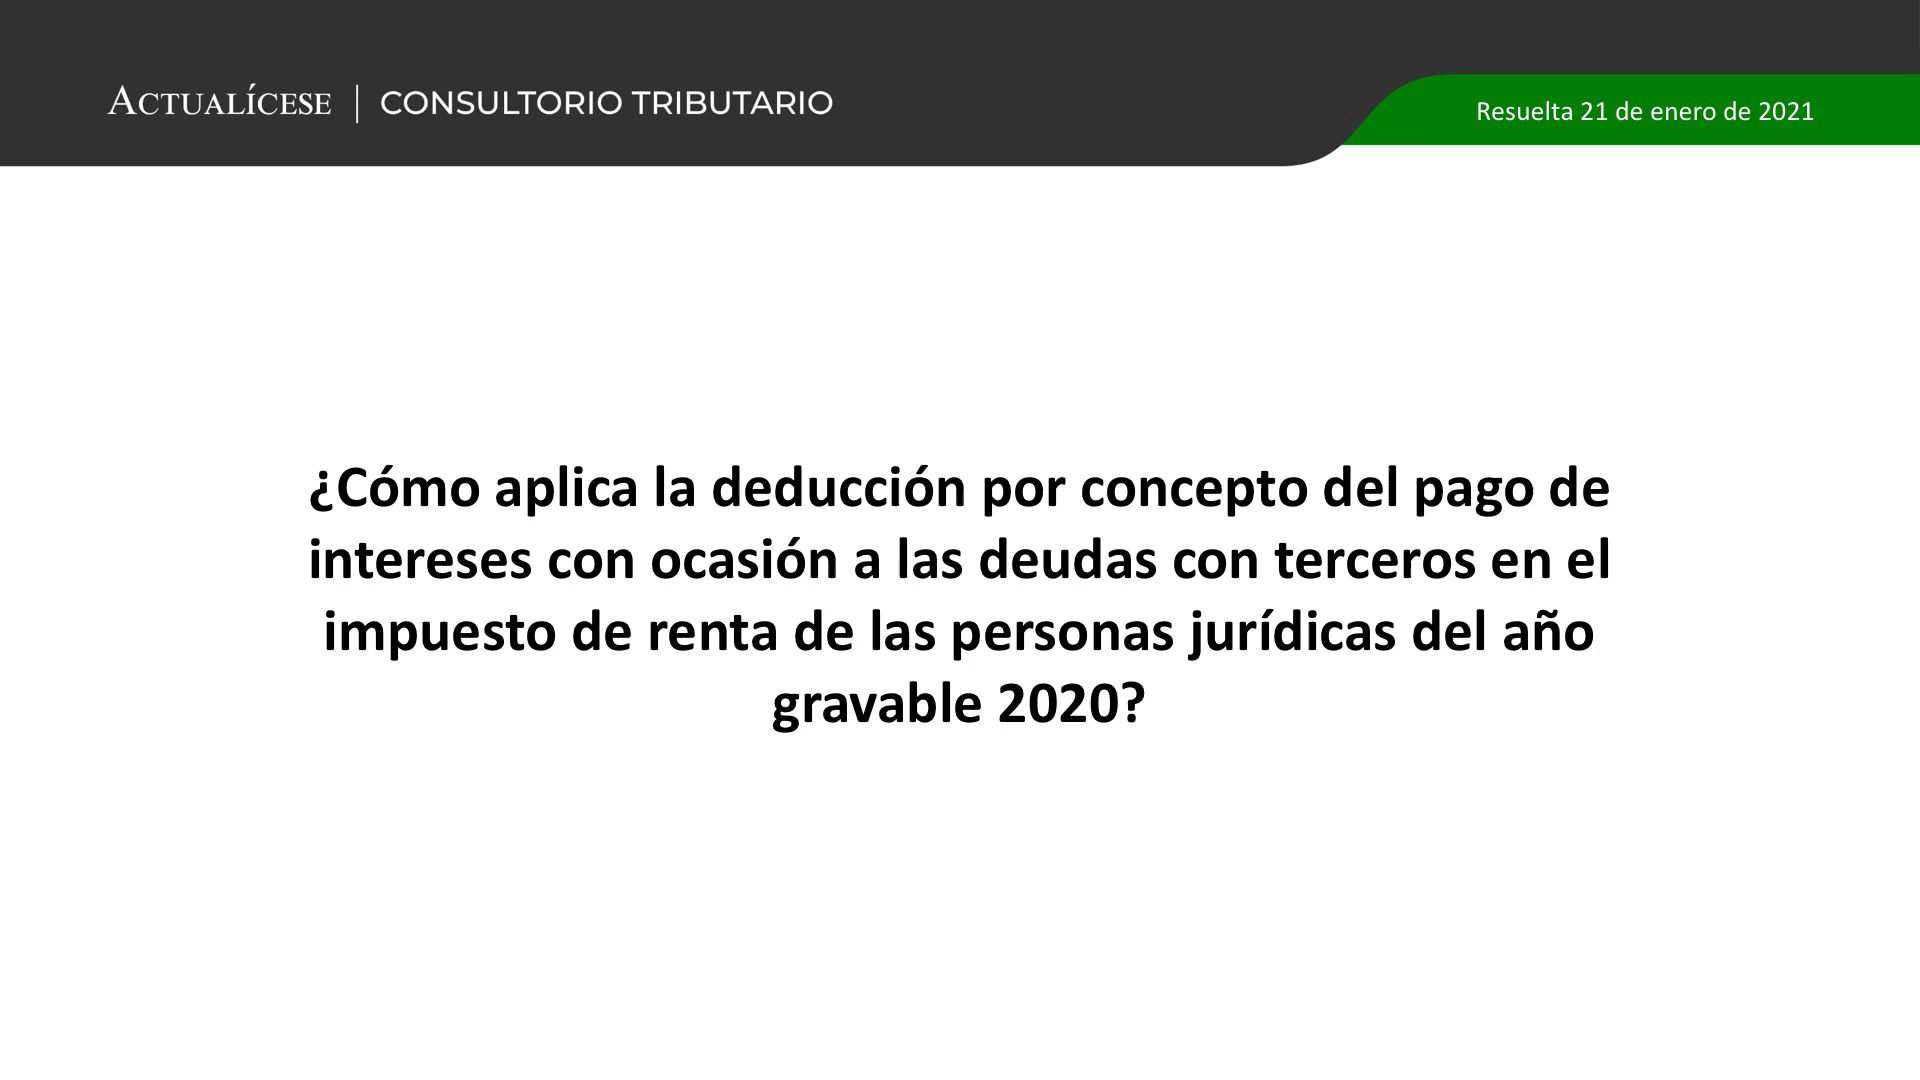 ACTUALÍCESE | CONSULTORIO TRIBUTARIO
Resuelta 21 de enero de 2021
¿Cómo aplica la deducción por concepto del pago de
intereses con ocasión a las deudas con terceros en el
impuesto de renta de las personas jurídicas del año
gravable 2020?